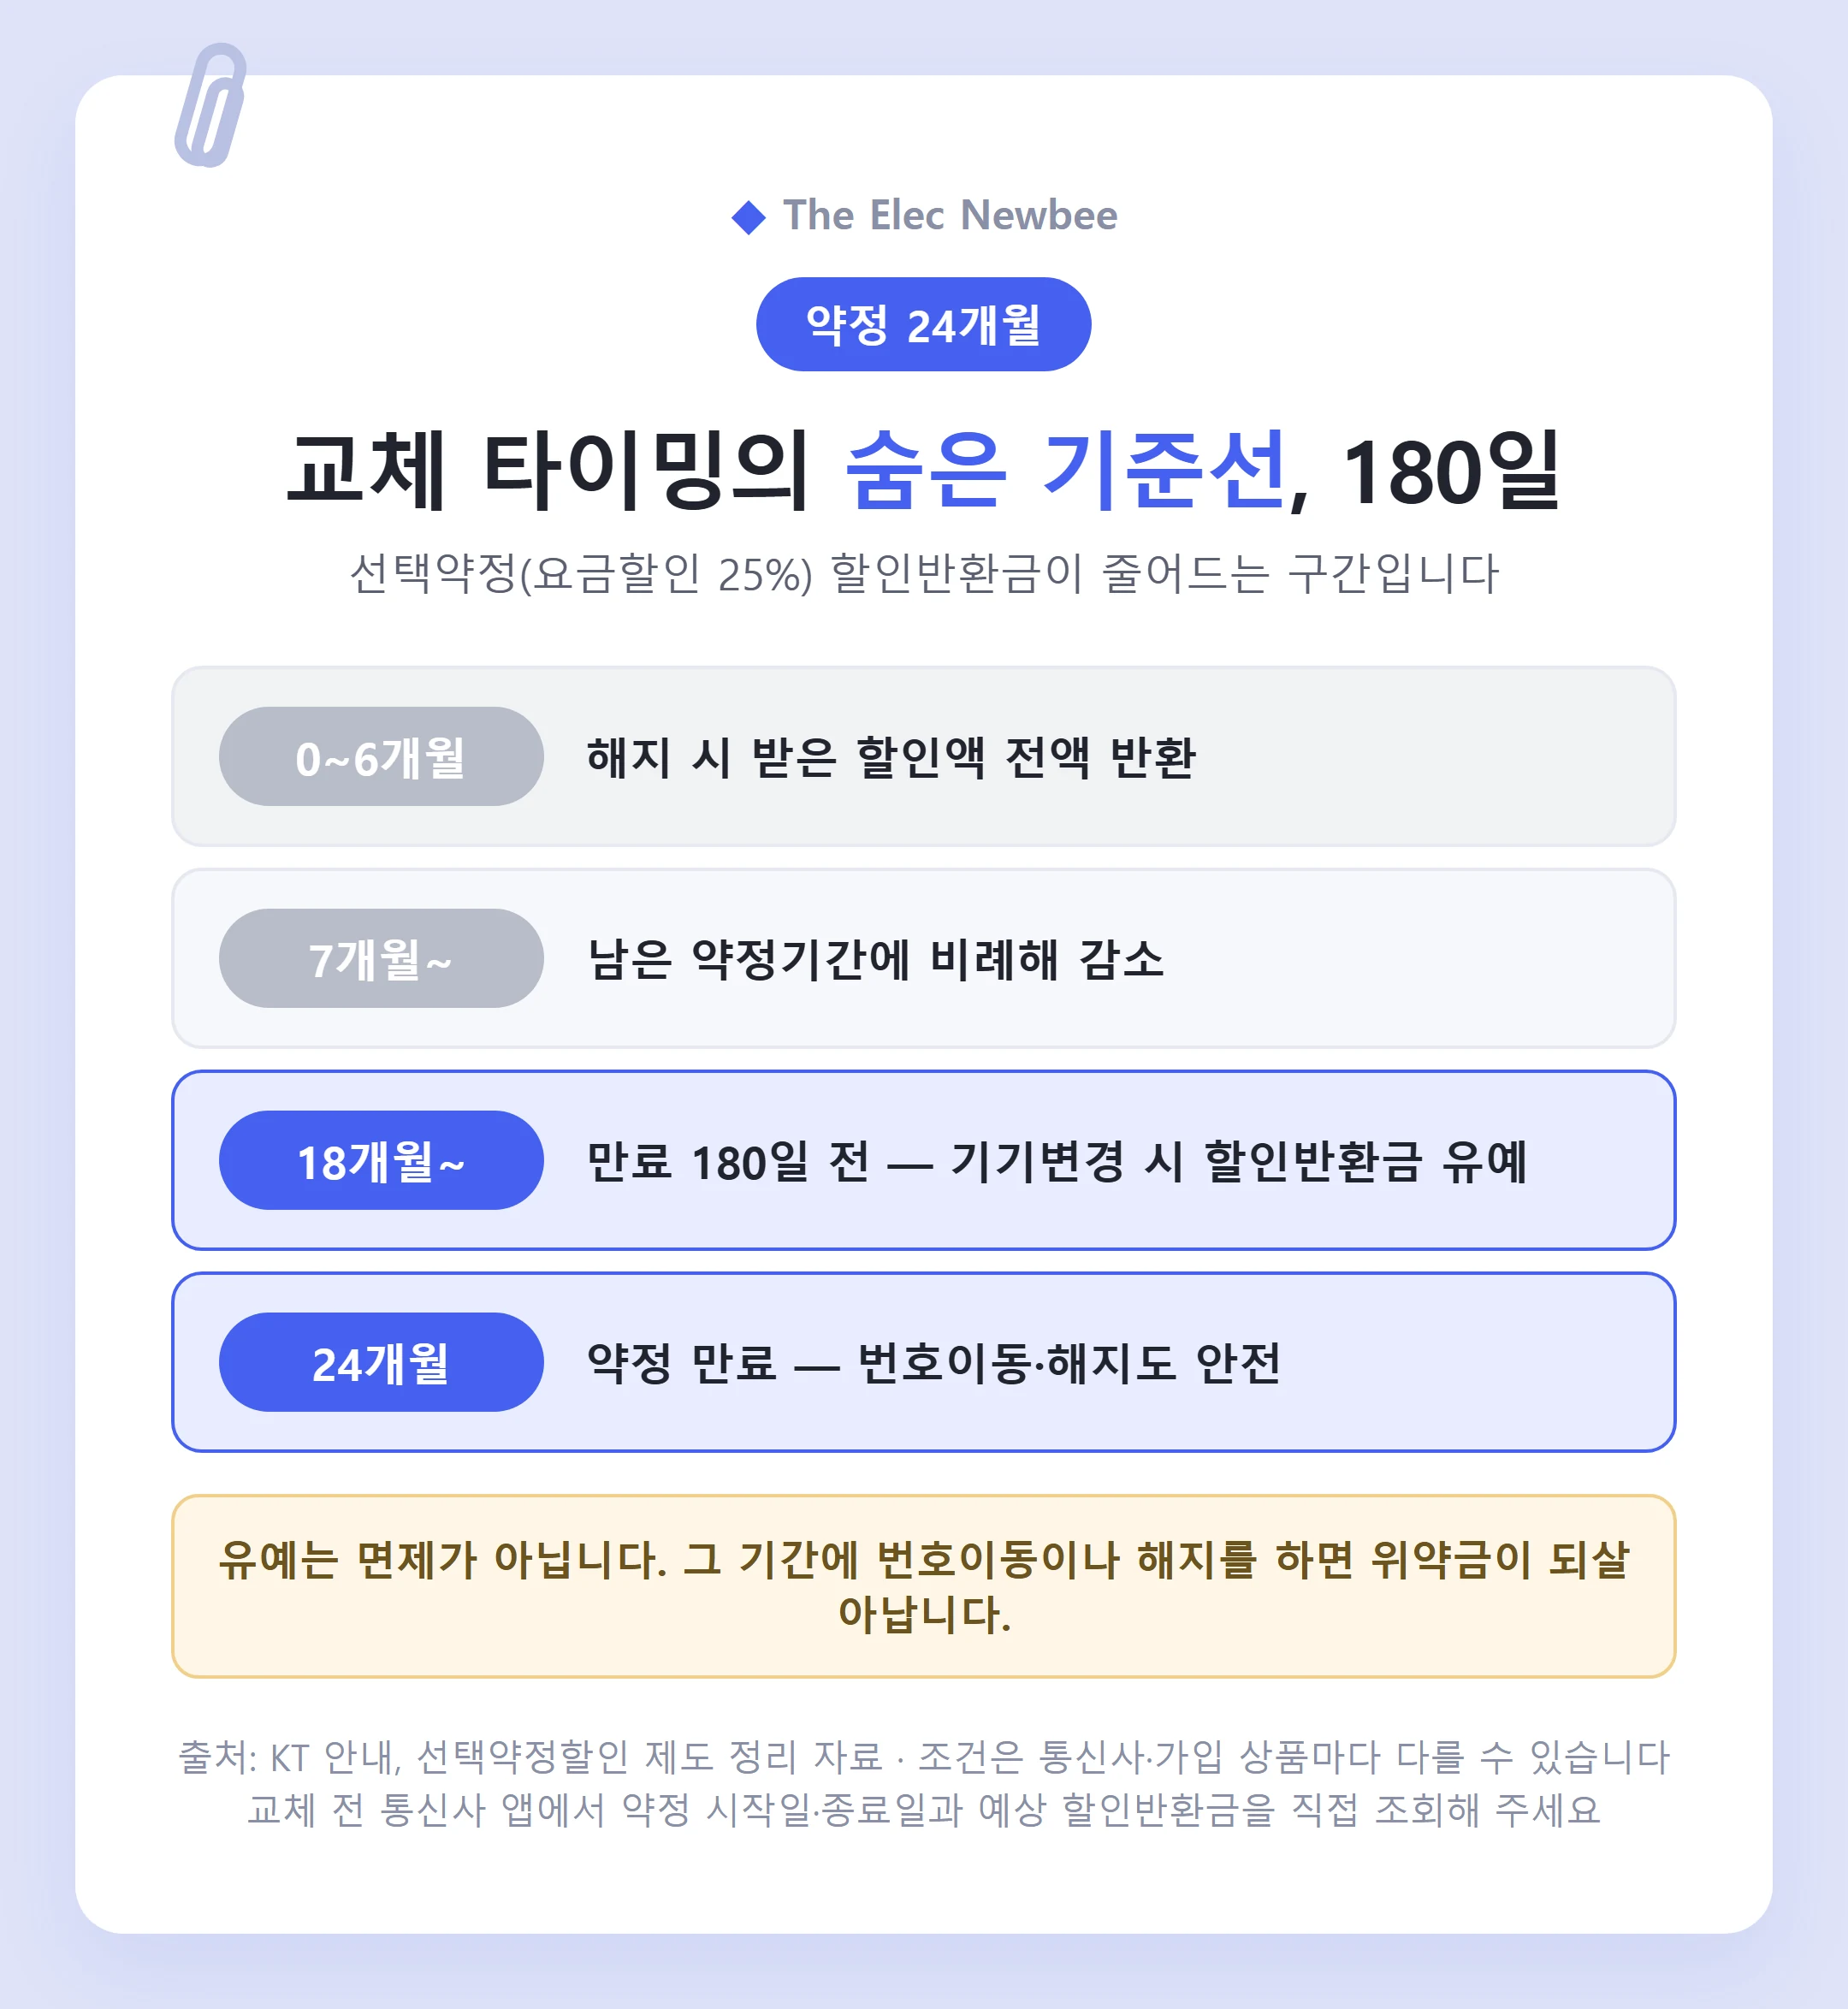 ◆ The Elec Newbee
약정 24개월
교체 타이밍의 숨은 기준선, 180일
선택약정(요금할인 25%) 할인반환금이 줄어드는 구간입니다
0~6개월 해지 시 받은 할인액 전액 반환
7개월~ 남은 약정기간에 비례해 감소
18개월~ 만료 180일 전 — 기기변경 시 할인반환금 유예
24개월 약정 만료 — 번호이동·해지도 안전
유예는 면제가 아닙니다. 그 기간에 번호이동이나 해지를 하면 위약금이 되살
아납니다.
출처: KT 안내, 선택약정할인 제도 정리 자료 · 조건은 통신사·가입 상품마다 다를 수 있습니다
교체 전 통신사 앱에서 약정 시작일·종료일과 예상 할인반환금을 직접 조회해 주세요